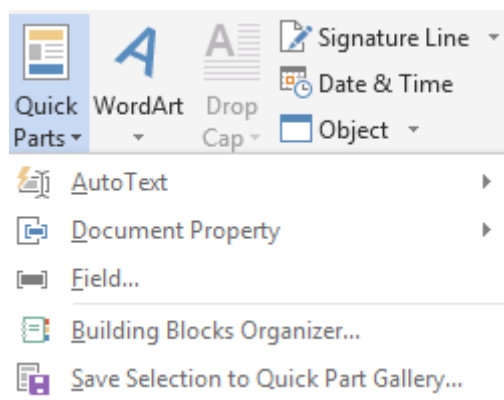 Signature Line
Date & Time
Object
Quick Parts
WordArt
Drop Cap
AutoText
Document Property
Field...
Building Blocks Organizer...
Save Selection to Quick Part Gallery...